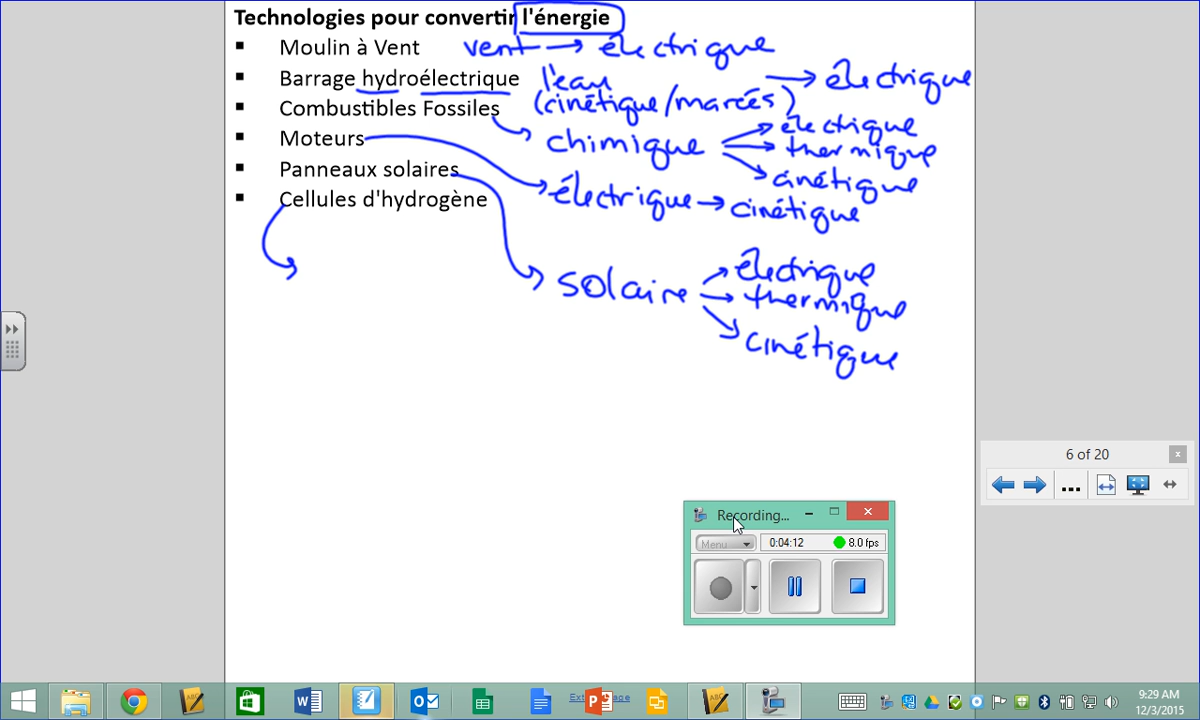 Technologies pour convertir l'énergie
▪ Moulin à Vent vent → électrique
▪ Barrage hydroélectrique l'eau → électrique
(cinétique/marées)
▪ Combustibles Fossiles
chimique → électrique
→ thermique
→ cinétique
▪ Moteurs
électrique → cinétique
▪ Panneaux solaires
▪ Cellules d'hydrogène
solaire → électrique
→ thermique
→ cinétique
6 of 20
Recording...
Menu 0:04:12 8.0 fps
9:29 AM
12/3/2015